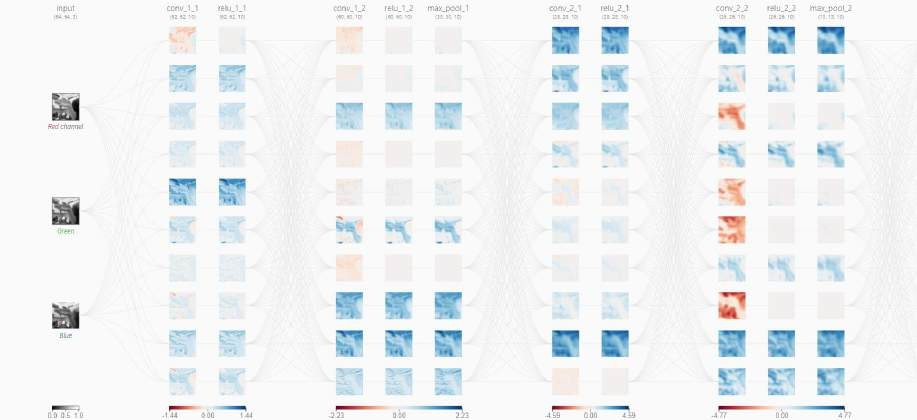 input conv_1_1 relu_1_1 conv_1_2 relu_1_2 max_pool_1 conv_2_1 relu_2_1 conv_2_2 relu_2_2 max_pool_2
(64, 64, 3) (62, 62, 10) (62, 62, 10) (60, 60, 10) (60, 60, 10) (30, 30, 10) (28, 28, 10) (28, 28, 10) (26, 26, 10) (26, 26, 10) (13, 13, 10)
Red channel
Green
Blue
0.0 0.5 1.0 -1.44 0.00 1.44 -2.23 0.00 2.23 -4.59 0.00 4.59 -4.77 0.00 4.77